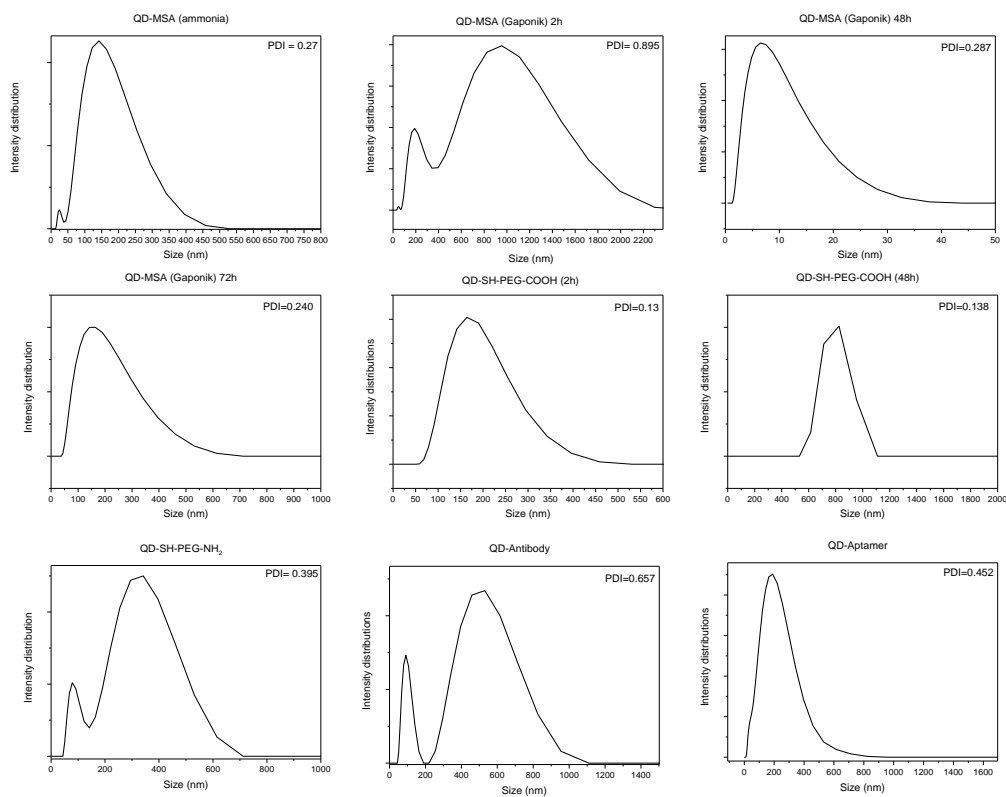 QD-MSA (ammonia)
PDI = 0.27
Intensity distribution
0 50 100 150 200 250 300 350 400 450 500 550 600 650 700 750 800
Size (nm)
QD-MSA (Gaponik) 2h
PDI = 0.895
Intensity distribution
0 200 400 600 800 1000 1200 1400 1600 1800 2000 2200
Size (nm)
QD-MSA (Gaponik) 48h
PDI=0.287
Intensity distribution
0 10 20 30 40 50
Size (nm)
QD-MSA (Gaponik) 72h
PDI=0.240
Intensity distribution
0 100 200 300 400 500 600 700 800 900 1000
Size (nm)
QD-SH-PEG-COOH (2h)
PDI=0.13
Intensity distributions
0 50 100 150 200 250 300 350 400 450 500 550 600
Size (nm)
QD-SH-PEG-COOH (48h)
PDI=0.138
Intensity distribution
0 200 400 600 800 1000 1200 1400 1600 1800 2000
Size (nm)
QD-SH-PEG-NH₂
PDI= 0.395
Intensity distribution
0 200 400 600 800 1000
Size (nm)
QD-Antibody
PDI=0.657
Intensity distributions
0 200 400 600 800 1000 1200 1400
Size (nm)
QD-Aptamer
PDI=0.452
Intensity distributions
0 200 400 600 800 1000 1200 1400 1600
Size (nm)